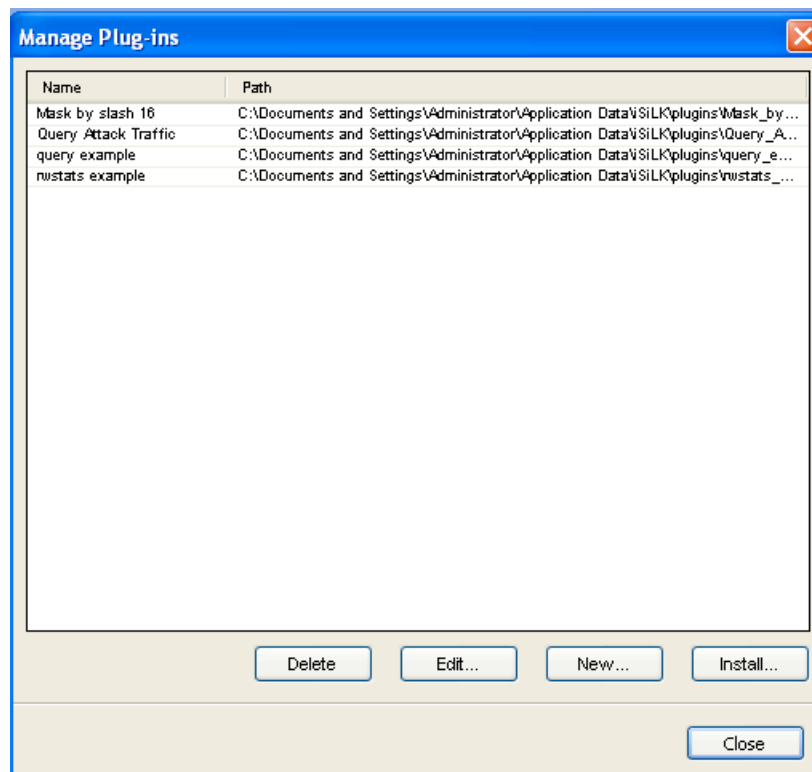 Manage Plug-ins
Name Path
Mask by slash 16 C:\Documents and Settings\Administrator\Application Data\iSiLK\plugins\Mask_by...
Query Attack Traffic C:\Documents and Settings\Administrator\Application Data\iSiLK\plugins\Query_A...
query example C:\Documents and Settings\Administrator\Application Data\iSiLK\plugins\query_e...
rwstats example C:\Documents and Settings\Administrator\Application Data\iSiLK\plugins\rwstats_...
Delete Edit... New... Install...
Close